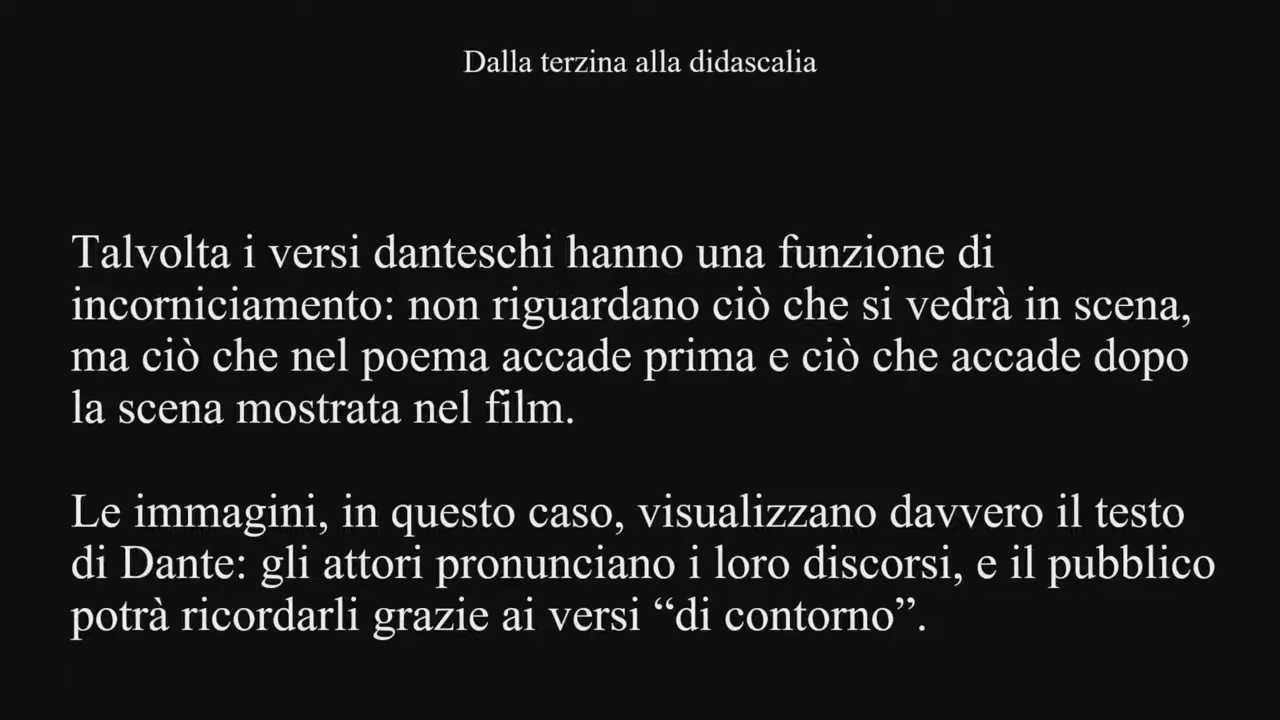 Dalla terzina alla didascalia
Talvolta i versi danteschi hanno una funzione di
incorniciamento: non riguardano ciò che si vedrà in scena,
ma ciò che nel poema accade prima e ciò che accade dopo
la scena mostrata nel film.
Le immagini, in questo caso, visualizzano davvero il testo
di Dante: gli attori pronunciano i loro discorsi, e il pubblico
potrà ricordarli grazie ai versi “di contorno”.